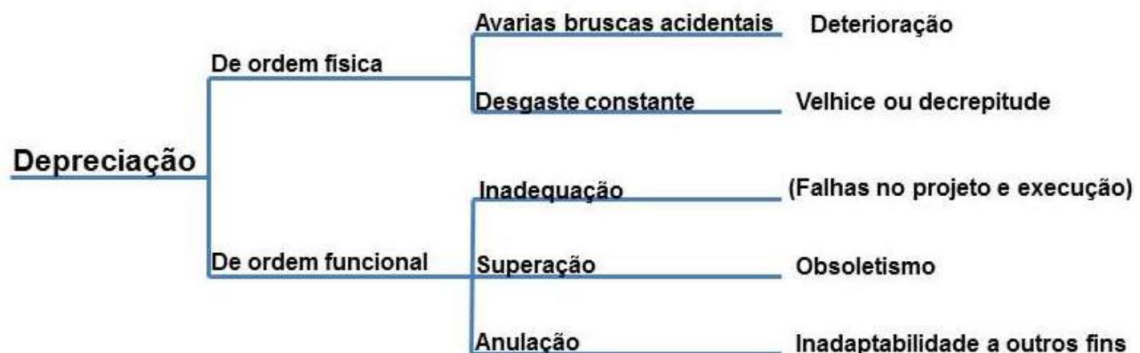 Avarias bruscas acidentais Deterioração
De ordem fisica
Desgaste constante Velhice ou decrepitude
Depreciação
Inadequação (Falhas no projeto e execução)
De ordem funcional Superação Obsoletismo
Anulação Inadaptabilidade a outros fins